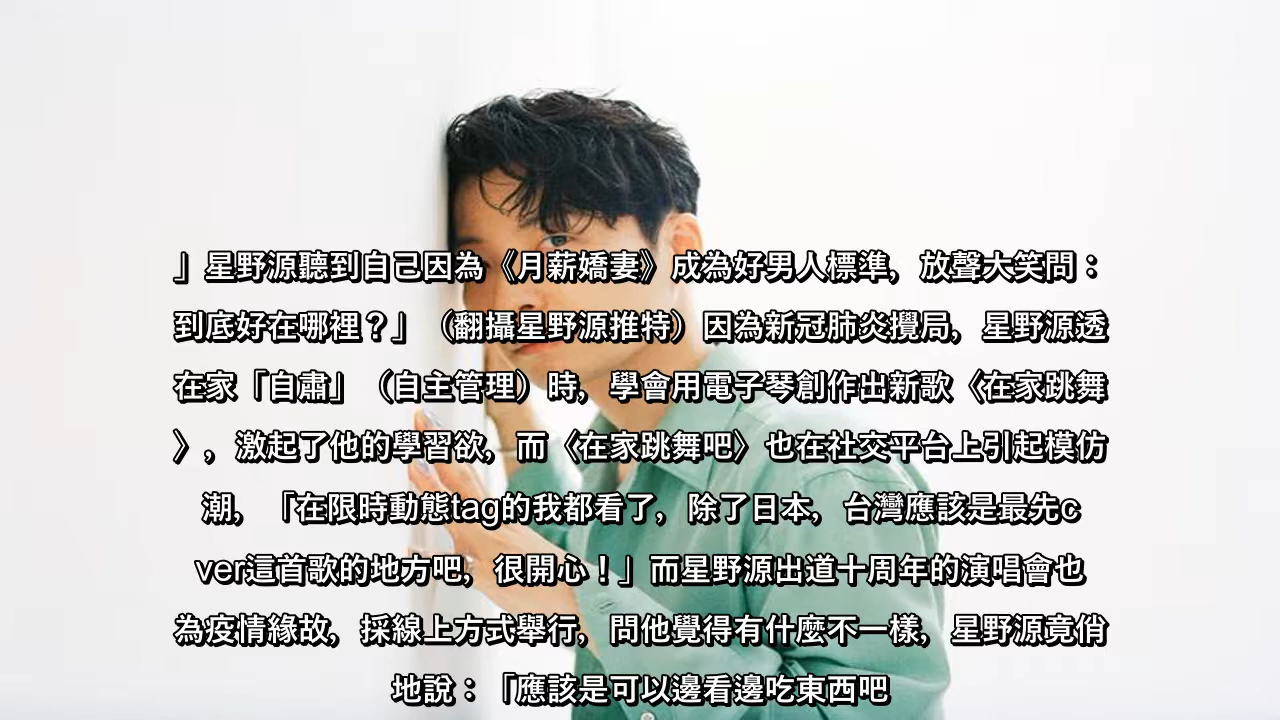 」星野源聽到自己因為《月薪嬌妻》成為好男人標準，放聲大笑問：
到底好在哪裡？」（翻攝星野源推特）因為新冠肺炎攪局，星野源透
在家「自肅」（自主管理）時，學會用電子琴創作出新歌〈在家跳舞
〉，激起了他的學習欲，而〈在家跳舞吧〉也在社交平台上引起模仿
潮，「在限時動態tag的我都看了，除了日本，台灣應該是最先c
ver這首歌的地方吧，很開心！」而星野源出道十周年的演唱會也
為疫情緣故，採線上方式舉行，問他覺得有什麼不一樣，星野源竟俏
地說：「應該是可以邊看邊吃東西吧